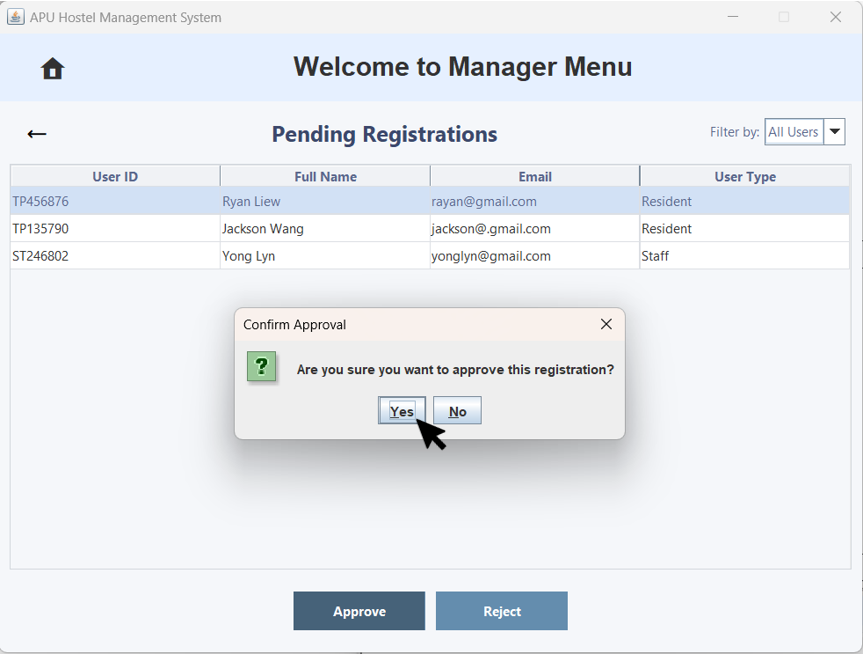 APU Hostel Management System
Welcome to Manager Menu
Pending Registrations
Filter by: All Users
User ID Full Name Email User Type
TP456876 Ryan Liew rayan@gmail.com Resident
TP135790 Jackson Wang jackson@.gmail.com Resident
ST246802 Yong Lyn yonglyn@gmail.com Staff
Confirm Approval
? Are you sure you want to approve this registration?
Yes No
Approve Reject